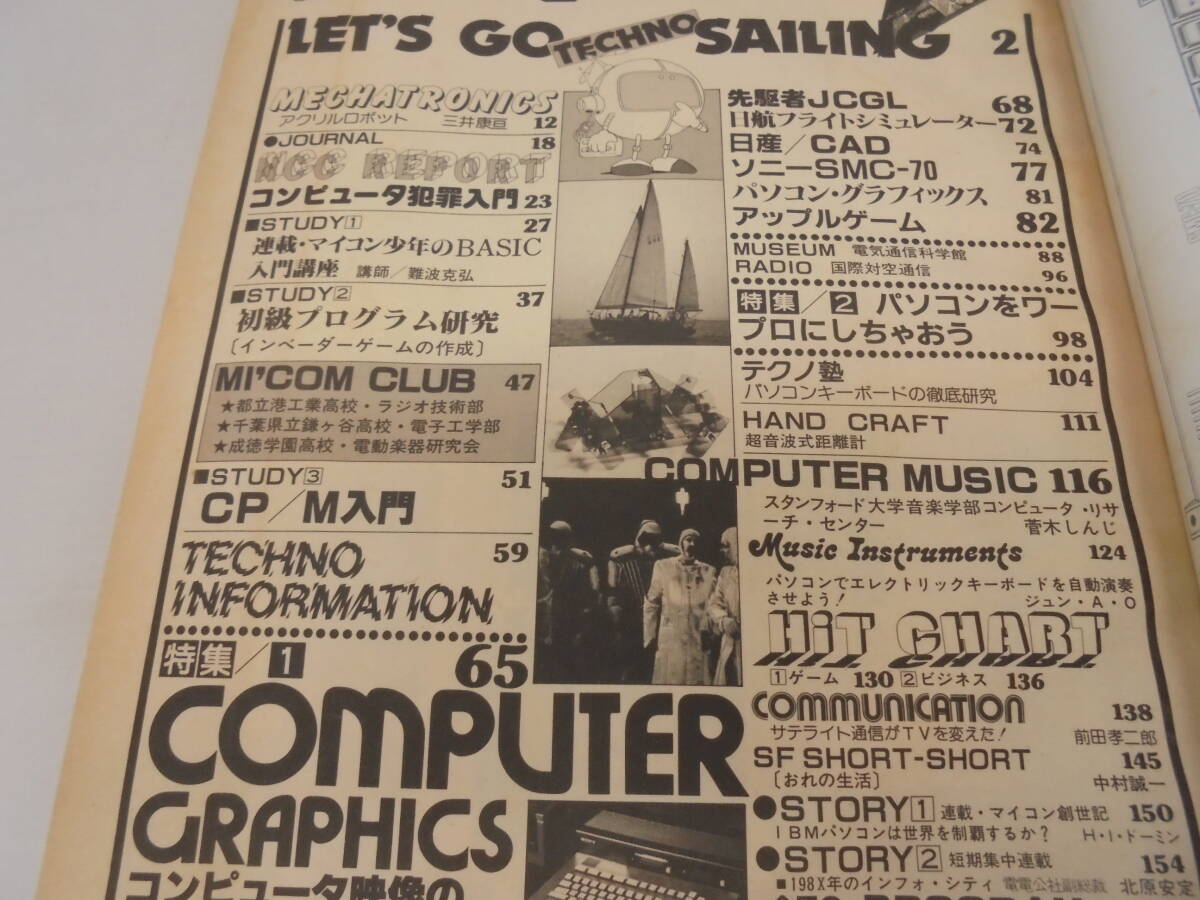 LET'S GO TECHNO SAILING 2
MECHATRONICS
アクリルロボット 三井康亘 12
●JOURNAL 18
NCC REPORT
コンピュータ犯罪入門 23
■STUDY1 27
連載・マイコン少年のBASIC
入門講座 講師／難波克弘
■STUDY2 37
初級プログラム研究
〔インベーダーゲームの作成〕
MI'COM CLUB 47
★都立港工業高校・ラジオ技術部
★千葉県立鎌ヶ谷高校・電子工学部
★成徳学園高校・電動楽器研究会
■STUDY3 51
CP／M入門
TECHNO 59
INFORMATION
特集／1 65
COMPUTER
GRAPHICS
コンピュータ映像の
先駆者JCGL 68
日航フライトシミュレーター 72
日産／CAD 74
ソニーSMC-70 77
パソコン・グラフィックス 81
アップルゲーム 82
MUSEUM 電気通信科学館 88
RADIO 国際対空通信 96
特集／2 パソコンをワー
プロにしちゃおう 98
テクノ塾 104
パソコンキーボードの徹底研究
HAND CRAFT 111
超音波式距離計
COMPUTER MUSIC 116
スタンフォード大学音楽学部コンピュータ・リサ
ーチ・センター 菅木しんじ
Music Instruments 124
パソコンでエレクトリックキーボードを自動演奏
させよう! ジュン・A・O
HiT CHART
1ゲーム 130 2ビジネス 136
COMMUNICATION 138
サテライト通信がTVを変えた! 前田孝二郎
SF SHORT-SHORT 145
〔おれの生活〕 中村誠一
●STORY1 連載・マイコン創世記 150
IBMパソコンは世界を制覇するか? H・I・ドーミン
●STORY2 短期集中連載 154
■198X年のインフォ・シティ 電電公社副総裁 北原安定